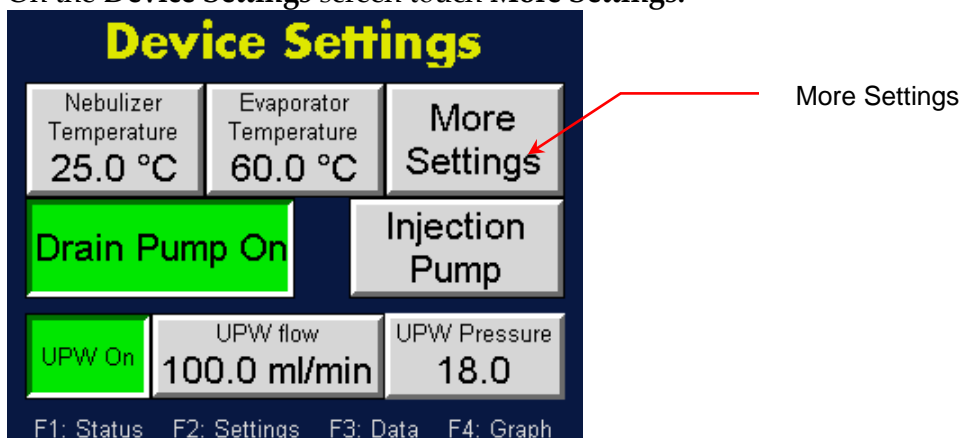 On the Device Settings screen touch More Settings.
Device Settings
Nebulizer
Temperature
25.0 °C
Evaporator
Temperature
60.0 °C
More
Settings
More Settings
Drain Pump On
Injection
Pump
UPW On
UPW flow
100.0 ml/min
UPW Pressure
18.0
F1: Status F2: Settings F3: Data F4: Graph